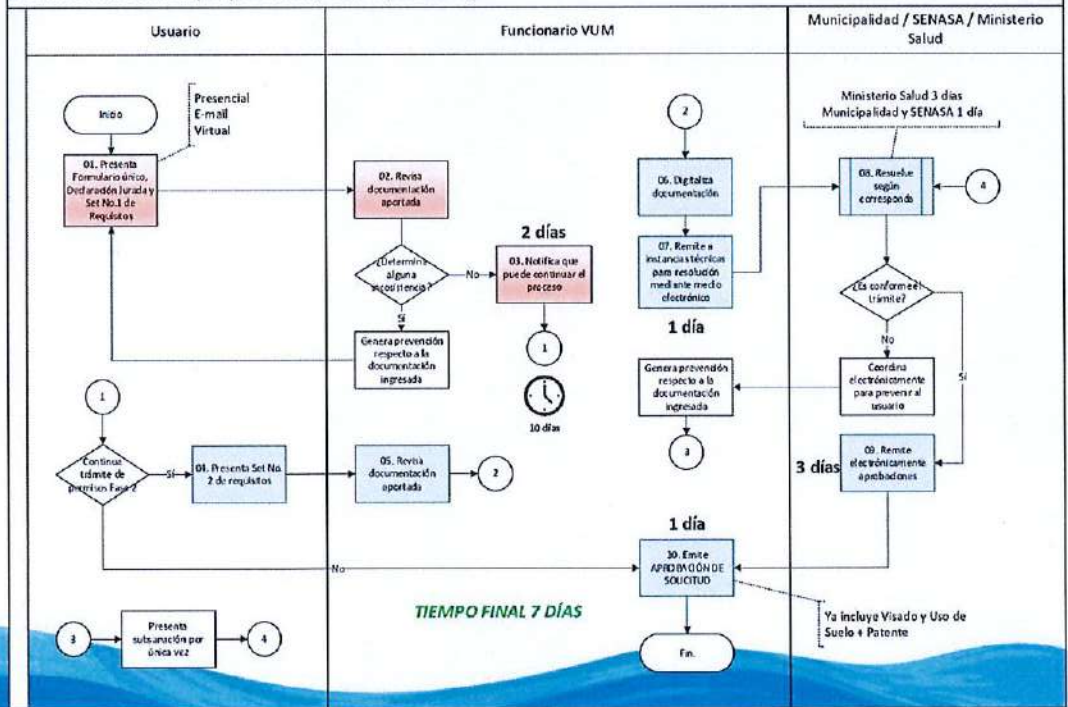 Usuario
Funcionario VUM
Municipalidad / SENASA / Ministerio
Salud
Inicio
Presencial
E-mail
Virtual
01. Presenta
Formulario único,
Declaración Jurada y
Set No.1 de
Requisitos
02. Revisa
documentación
aportada
¿Determina
alguna
incosistencia?
No
Sí
2 días
03. Notifica que
puede continuar el
proceso
1
10 días
Genera prevención
respecto a la
documentación
ingresada
2
06. Digitaliza
documentación
07. Remite a
instancias técnicas
para resolución
mediante medio
electrónico
1 día
Ministerio Salud 3 días
Municipalidad y SENASA 1 día
08. Resuelve
según
corresponda
4
¿Es conforme el
trámite?
No
Sí
Coordina
electrónicamente
para prevenir al
usuario
Genera prevención
respecto a la
documentación
ingresada
3
1
Continua
trámite de
permisos Fase 2
Sí
04. Presenta Set No.
2 de requisitos
05. Revisa
documentación
aportada
2
3 días
09. Remite
electrónicamente
aprobaciones
No
1 día
10. Emite
APROBACIÓN DE
SOLICITUD
TIEMPO FINAL 7 DÍAS
Ya incluye Visado y Uso de
Suelo + Patente
3
Presenta
subsanación por
única vez
4
Fin.